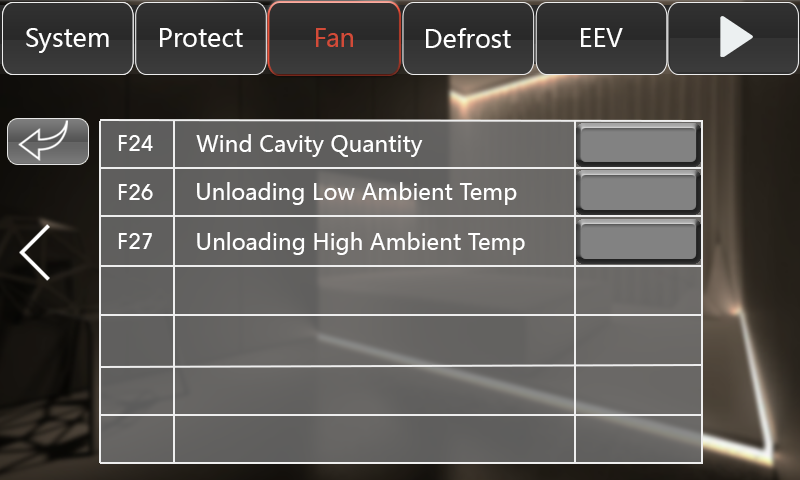 System
Protect
Fan
Defrost
EEV
F24 Wind Cavity Quantity
F26 Unloading Low Ambient Temp
F27 Unloading High Ambient Temp